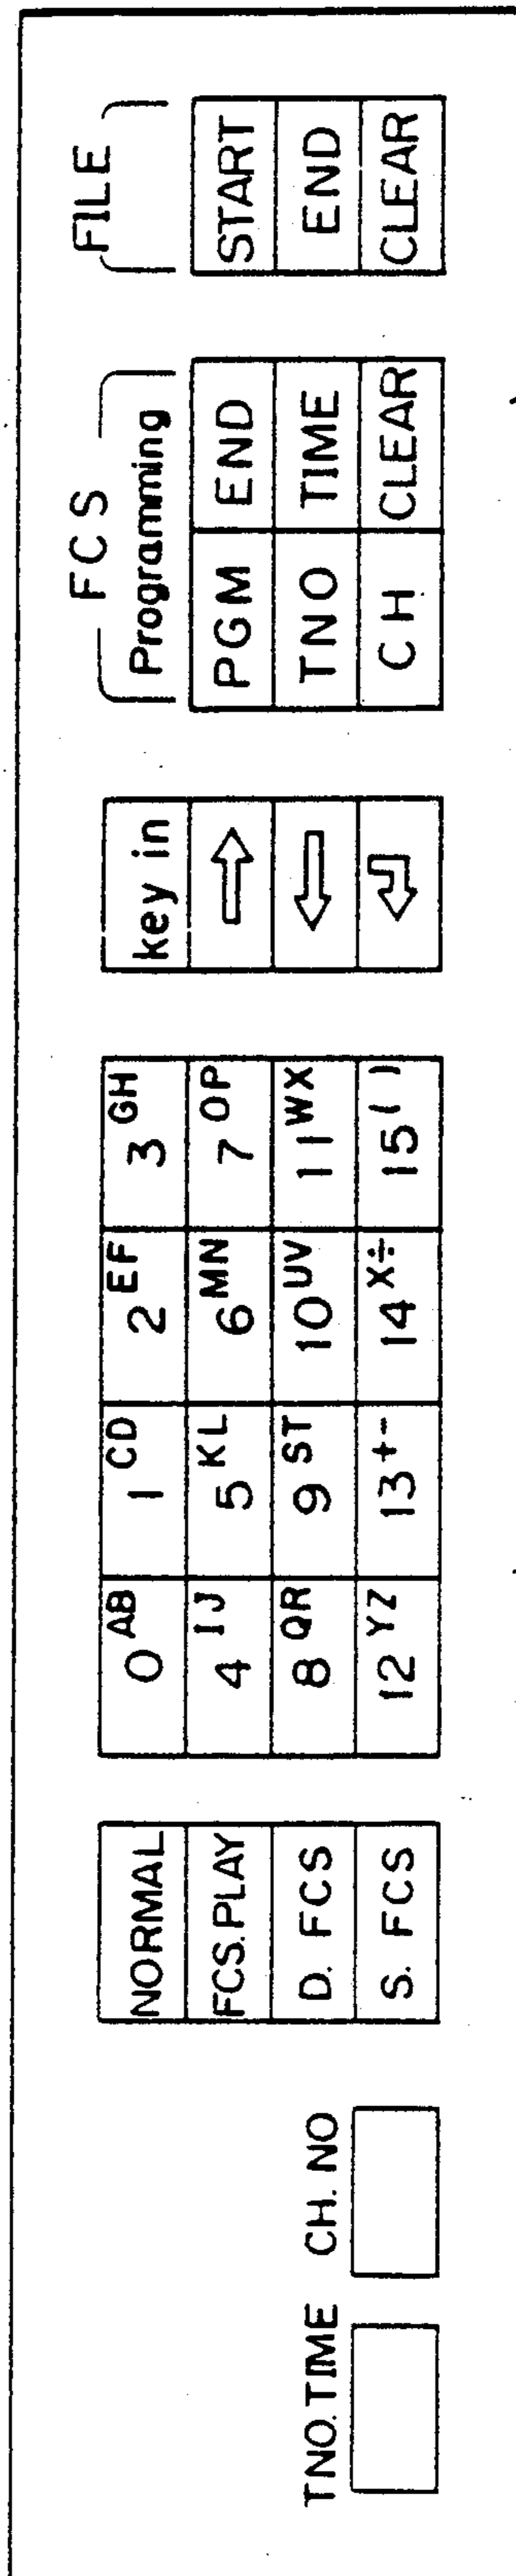 TNO.TIME
CH. NO
NORMAL
FCS.PLAY
D. FCS
S. FCS
0 AB 1 CD 2 EF 3 GH
4 IJ 5 KL 6 MN 7 OP
8 QR 9 ST 10 UV 11 WX
12 YZ 13 +- 14 X÷ 15 ( )
key in
FCS
Programming
PGM END
TNO TIME
CH CLEAR
FILE
START
END
CLEAR